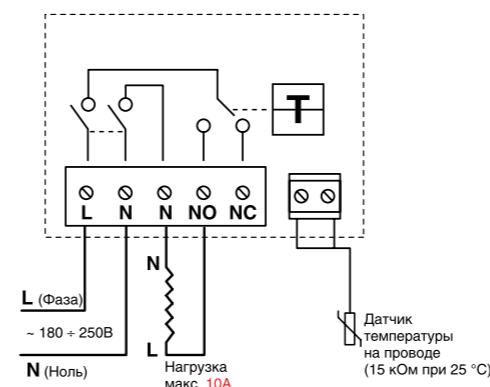 T
L N N NO NC
N
L (Фаза)
~ 180 ÷ 250В
L
N (Ноль)
Нагрузка
макс. 10А
Датчик
температуры
на проводе
(15 кОм при 25 °C)